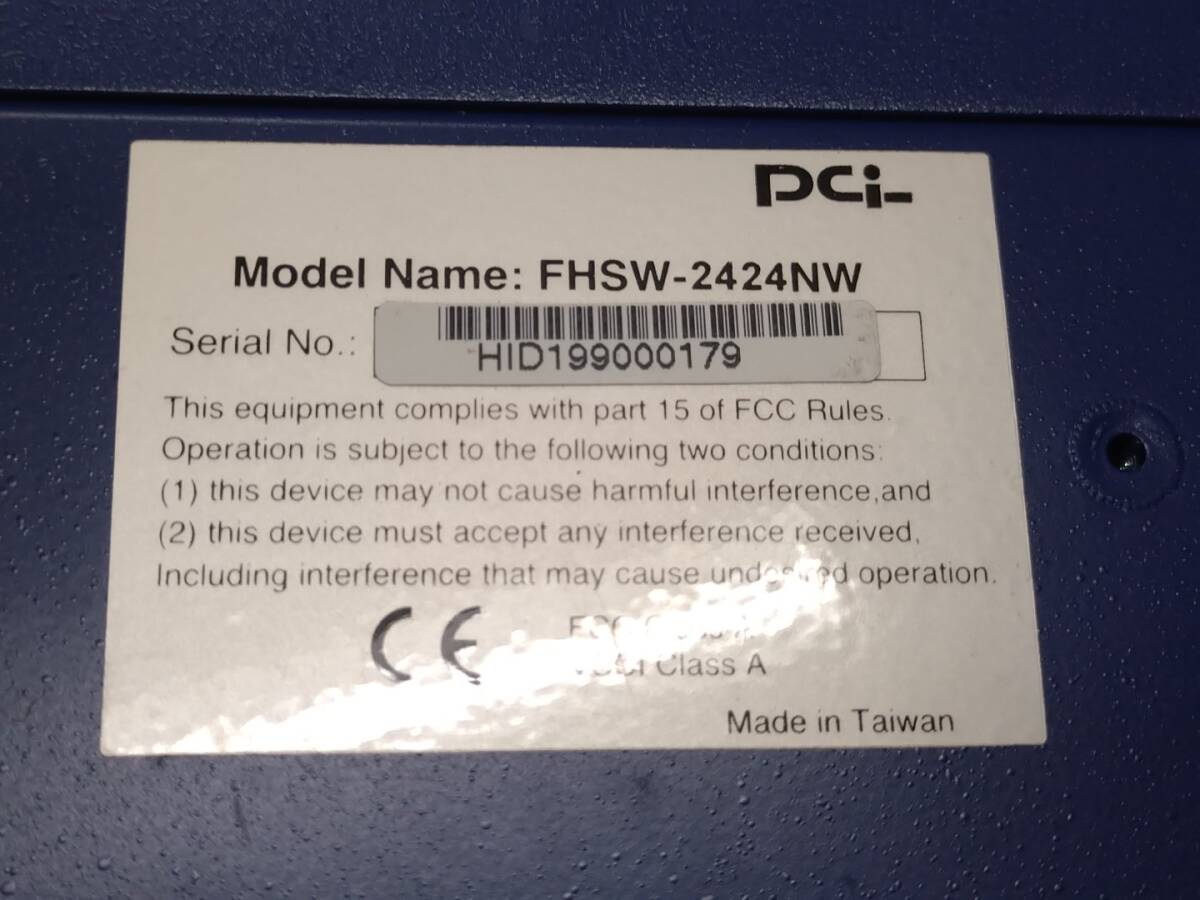 PCi
Model Name: FHSW-2424NW
Serial No.:
HID199000179
This equipment complies with part 15 of FCC Rules.
Operation is subject to the following two conditions:
(1) this device may not cause harmful interference,and
(2) this device must accept any interference received,
Including interference that may cause undesired operation.
CE
Class A
Made in Taiwan